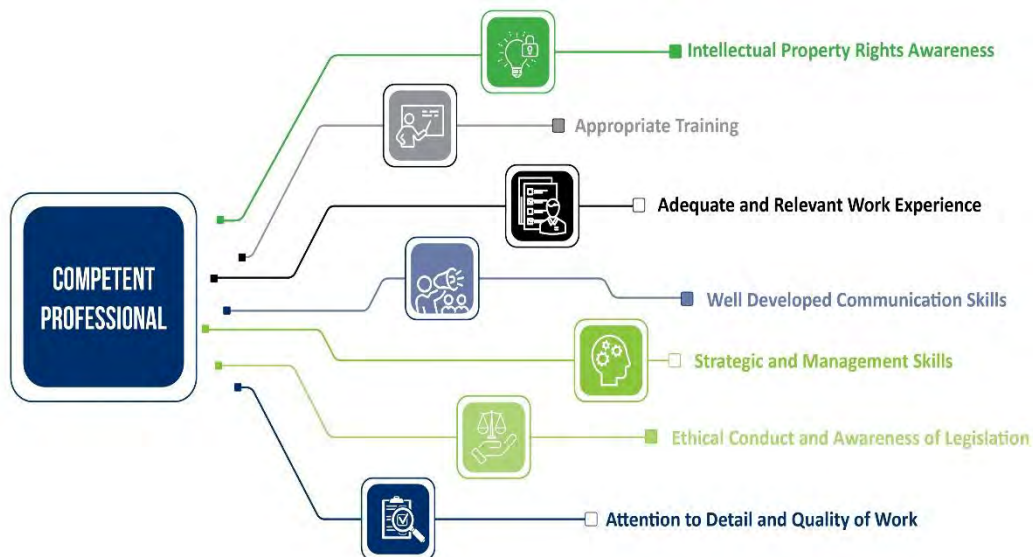 COMPETENT
PROFESSIONAL
Intellectual Property Rights Awareness
Appropriate Training
Adequate and Relevant Work Experience
Well Developed Communication Skills
Strategic and Management Skills
Ethical Conduct and Awareness of Legislation
Attention to Detail and Quality of Work